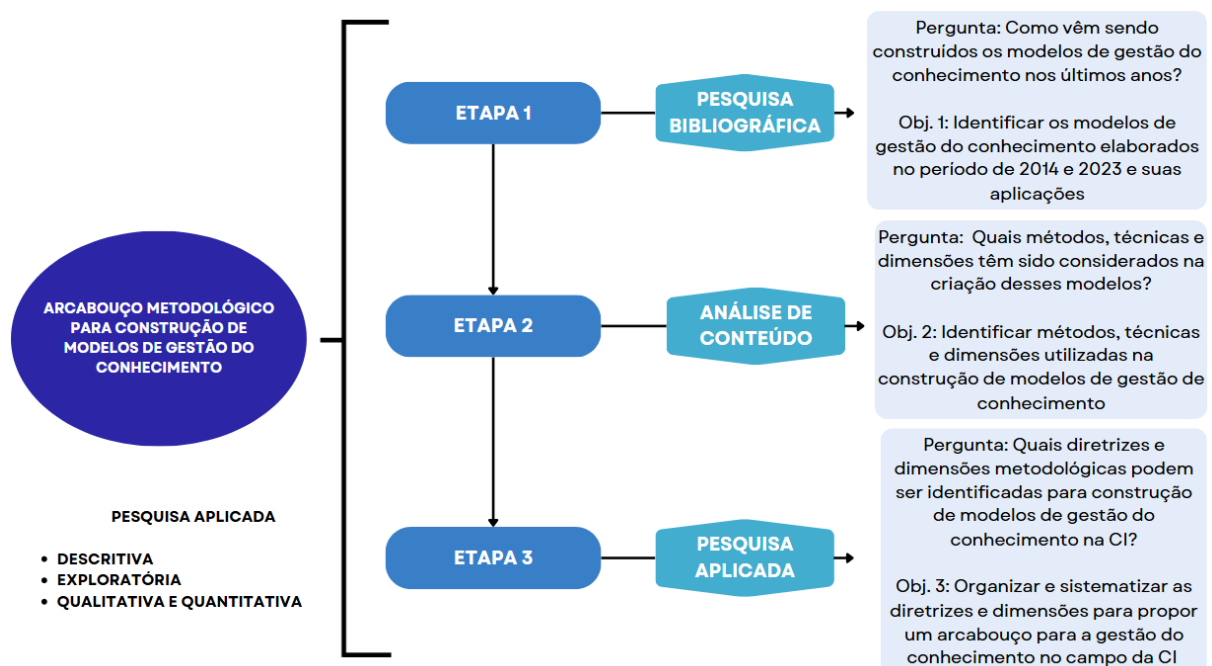 ARCABOUÇO METODOLÓGICO
PARA CONSTRUÇÃO DE
MODELOS DE GESTÃO DO
CONHECIMENTO
PESQUISA APLICADA
• DESCRITIVA
• EXPLORATÓRIA
• QUALITATIVA E QUANTITATIVA
ETAPA 1
PESQUISA
BIBLIOGRÁFICA
Pergunta: Como vêm sendo
construídos os modelos de gestão do
conhecimento nos últimos anos?
Obj. 1: Identificar os modelos de
gestão do conhecimento elaborados
no período de 2014 e 2023 e suas
aplicações
ETAPA 2
ANÁLISE DE
CONTEÚDO
Pergunta: Quais métodos, técnicas e
dimensões têm sido considerados na
criação desses modelos?
Obj. 2: Identificar métodos, técnicas
e dimensões utilizadas na
construção de modelos de gestão de
conhecimento
ETAPA 3
PESQUISA
APLICADA
Pergunta: Quais diretrizes e
dimensões metodológicas podem
ser identificadas para construção
de modelos de gestão do
conhecimento na CI?
Obj. 3: Organizar e sistematizar as
diretrizes e dimensões para propor
um arcabouço para a gestão do
conhecimento no campo da CI